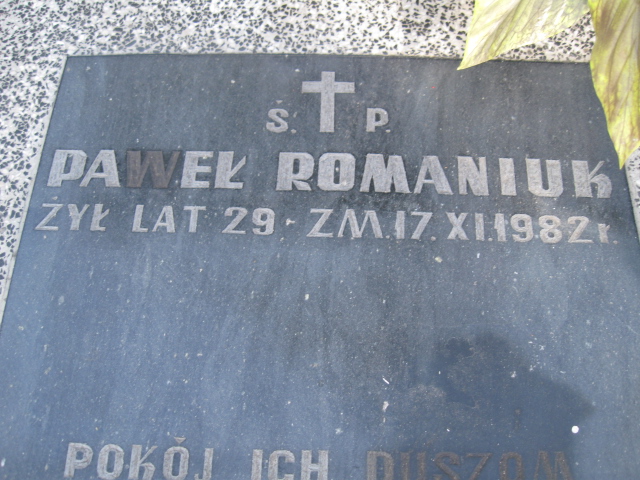 Ś. P.
PAWEŁ ROMANIUK
ŻYŁ LAT 29 ZM. 17. XI. 1982 r.
POKÓJ ICH DUSZOM